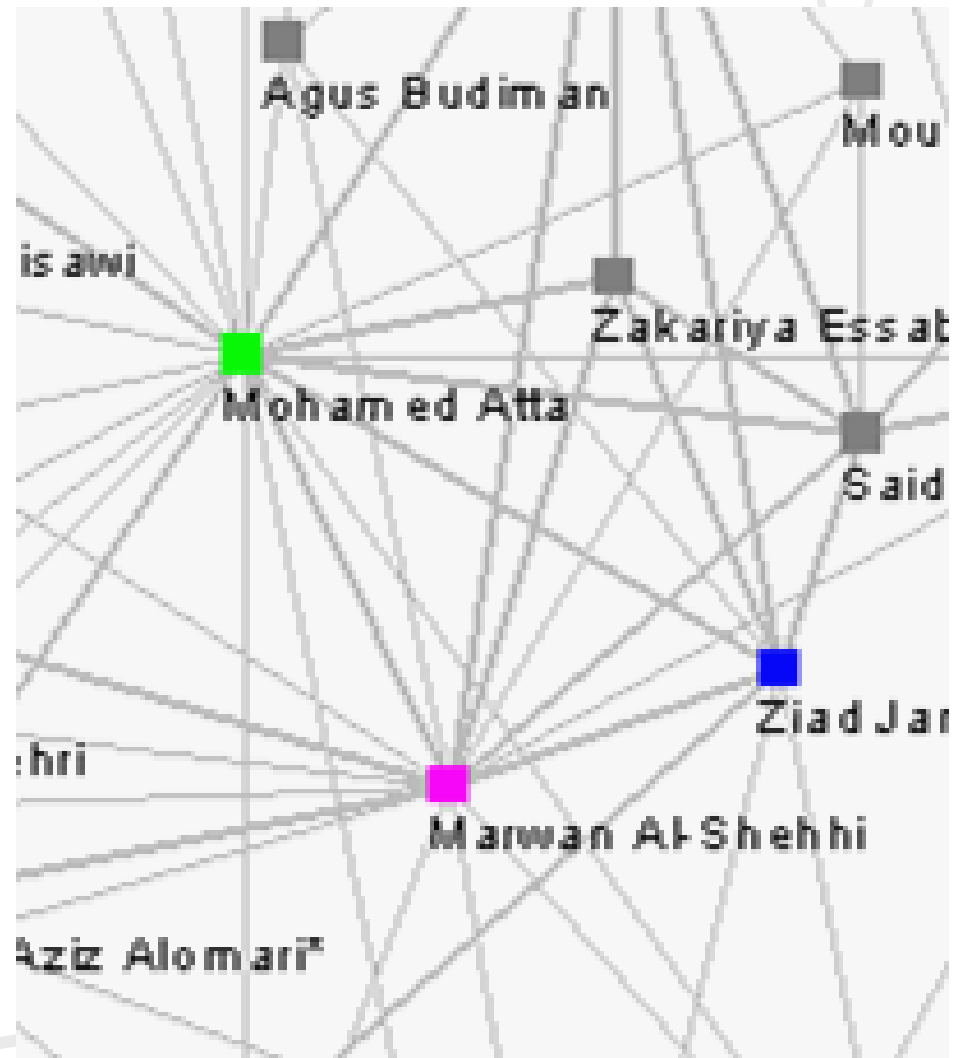 Agus Budiman
Mou
isawi
Zakariya Essab
Mohamed Atta
Said
Ziad Jar
hri
Marwan Al-Shehhi
Aziz Alomari*